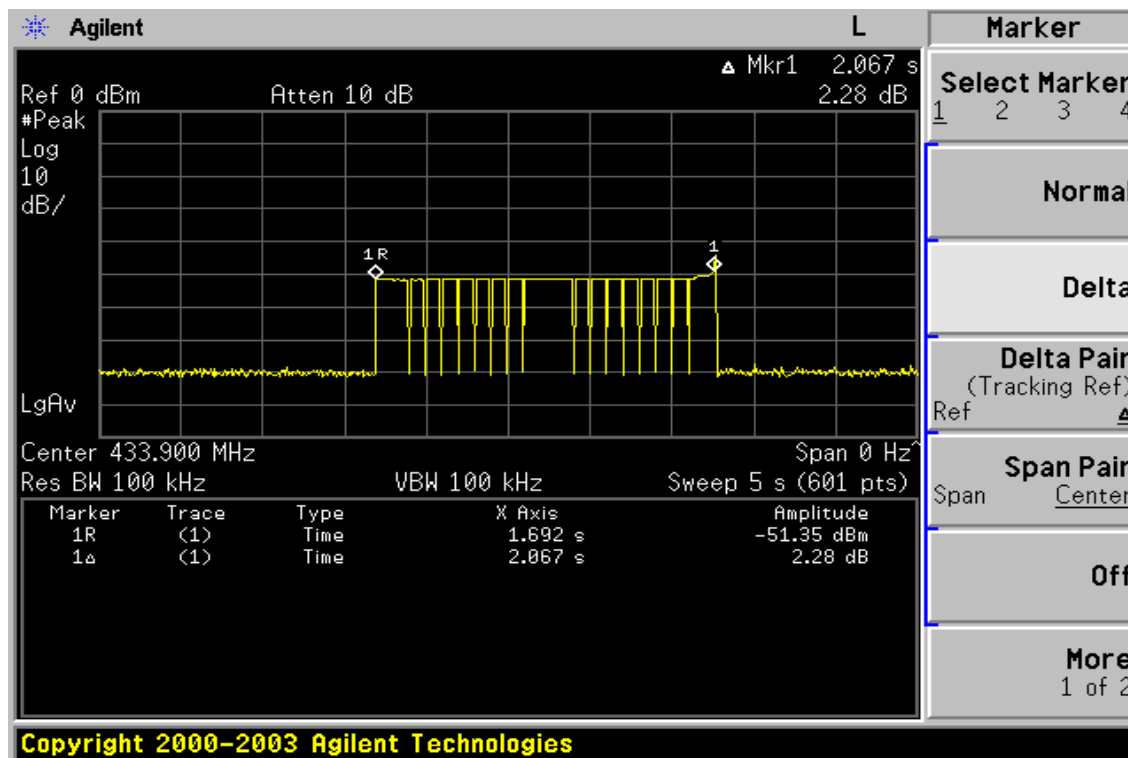 Agilent L Marker
▵ Mkr1 2.067 s
Ref 0 dBm Atten 10 dB 2.28 dB
#Peak
Log
10
dB/
1R
1
LgAv
Center 433.900 MHz Span 0 Hz^
Res BW 100 kHz VBW 100 kHz Sweep 5 s (601 pts)
Marker Trace Type X Axis Amplitude
1R (1) Time 1.692 s -51.35 dBm
1▵ (1) Time 2.067 s 2.28 dB
Select Marker
1 2 3 4
Normal
Delta
Delta Pair
(Tracking Ref)
Ref ▵
Span Pair
Span Center
Off
More
1 of 2
Copyright 2000-2003 Agilent Technologies